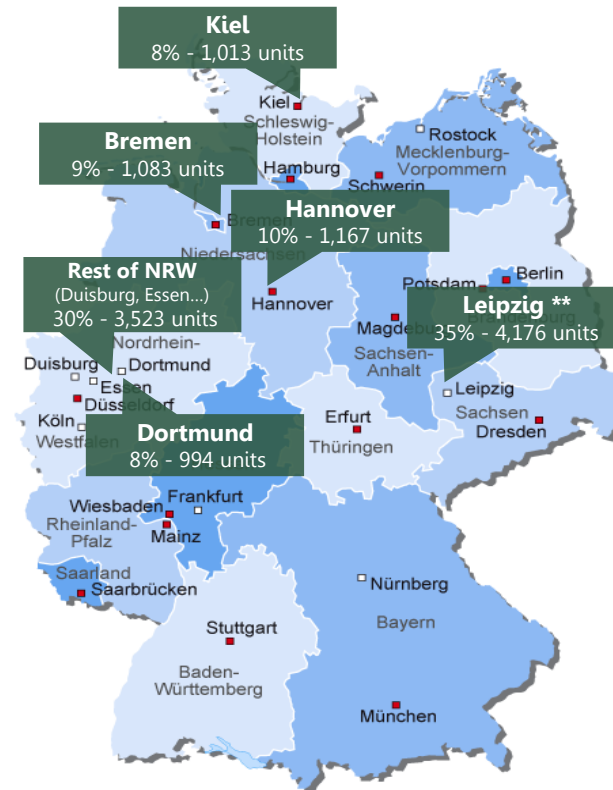 Kiel
8% - 1,013 units
Kiel
Schleswig-
Holstein
Rostock
Mecklenburg-
Vorpommern
Bremen
9% - 1,083 units
Hamburg
Schwerin
Bremen
Niedersachsen
Hannover
10% - 1,167 units
Hannover
Rest of NRW
(Duisburg, Essen...)
30% - 3,523 units
Potsdam
Berlin
Brandenburg
Leipzig **
35% - 4,176 units
Magdebu
Sachsen-
Anhalt
Nordrhein-
Duisburg
Dortmund
Essen
Düsseldorf
Köln
Westfalen
Leipzig
Sachsen
Dresden
Dortmund
8% - 994 units
Erfurt
Thüringen
Wiesbaden
Frankfurt
Rheinland-
Mainz
Pfalz
Saarland
Saarbrücken
Nürnberg
Bayern
Stuttgart
Baden-
Württemberg
München